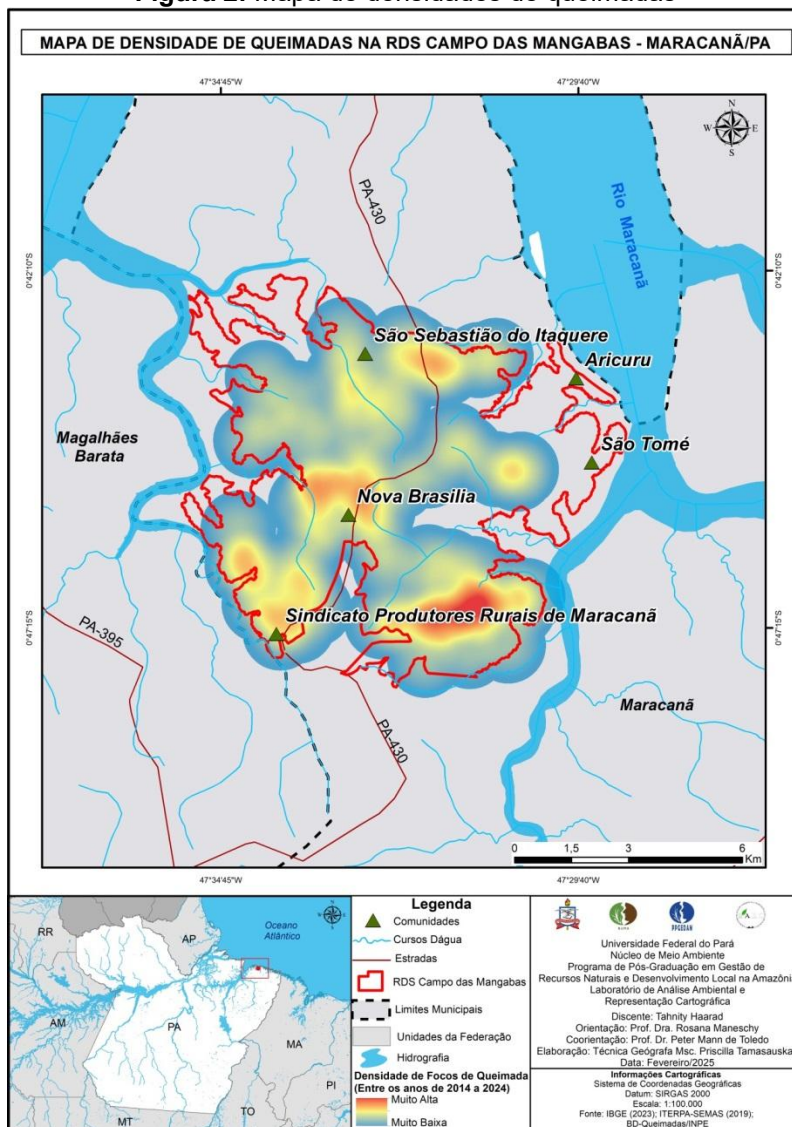 Figura 2. Mapa de densidades de queimadas
MAPA DE DENSIDADE DE QUEIMADAS NA RDS CAMPO DAS MANGABAS - MARACANÃ/PA
47°34'45"W
47°29'40"W
N
W
E
S
PA-430
Rio Maracanã
0°42'10"S
0°42'10"S
São Sebastião do Itaquere
Aricuru
Magalhães
Barata
São Tomé
Nova Brasilia
Sindicato Produtores Rurais de Maracanã
0°47'15"S
0°47'15"S
PA-395
Maracanã
PA-430
0
1,5
3
6
Km
47°34'45"W
47°29'40"W
RR
AP
Oceano
Atlântico
AM
PA
MA
PI
MT
TO
Legenda
Comunidades
Cursos Dágua
Estradas
RDS Campo das Mangabas
Limites Municipais
Unidades da Federação
Hidrografia
Densidade de Focos de Queimada
(Entre os anos de 2014 a 2024)
Muito Alta
Muito Baixa
PPGEDAM
Universidade Federal do Pará
Núcleo de Meio Ambiente
Programa de Pós-Graduação em Gestão de
Recursos Naturais e Desenvolvimento Local na Amazônia
Laboratório de Análise Ambiental e
Representação Cartográfica
Discente: Tahnity Haarad
Orientação: Prof. Dra. Rosana Maneschy
Coorientação: Prof. Dr. Peter Mann de Toledo
Elaboração: Técnica Geógrafa Msc. Priscilla Tamasauskas
Data: Fevereiro/2025
Informações Cartográficas
Sistema de Coordenadas Geográficas
Datum: SIRGAS 2000
Escala: 1:100.000
Fonte: IBGE (2023); ITERPA-SEMAS (2019);
BD-Queimadas/INPE